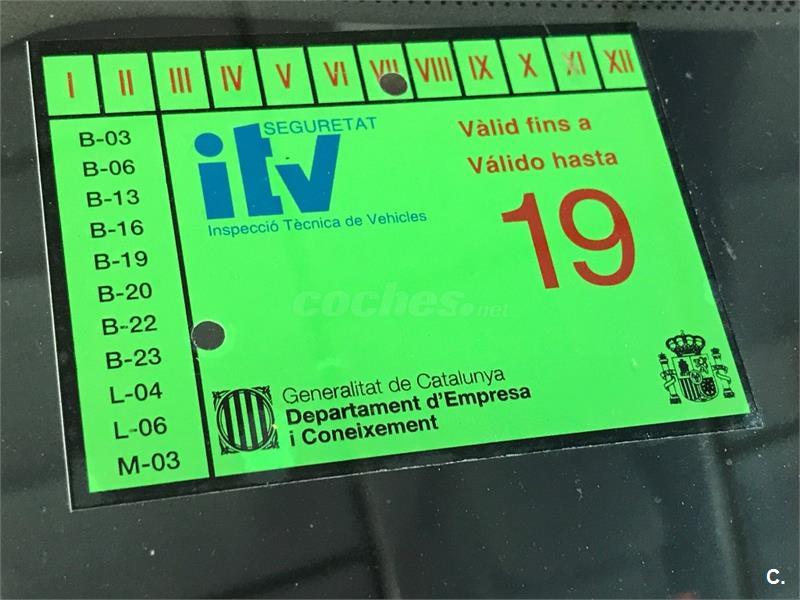 I II III IV V VI VII VIII IX X XI XII
B-03
B-06
B-13
B-16
B-19
B-20
B-22
B-23
L-04
L-06
M-03
SEGURETAT
itv
Inspecció Tècnica de Vehicles
Vàlid fins a
Válido hasta
19
coches.net
Generalitat de Catalunya
Departament d'Empresa
i Coneixement
C.